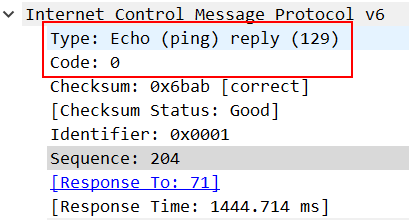 Internet Control Message Protocol v6
Type: Echo (ping) reply (129)
Code: 0
Checksum: 0x6bab [correct]
[Checksum Status: Good]
Identifier: 0x0001
Sequence: 204
[Response To: 71]
[Response Time: 1444.714 ms]